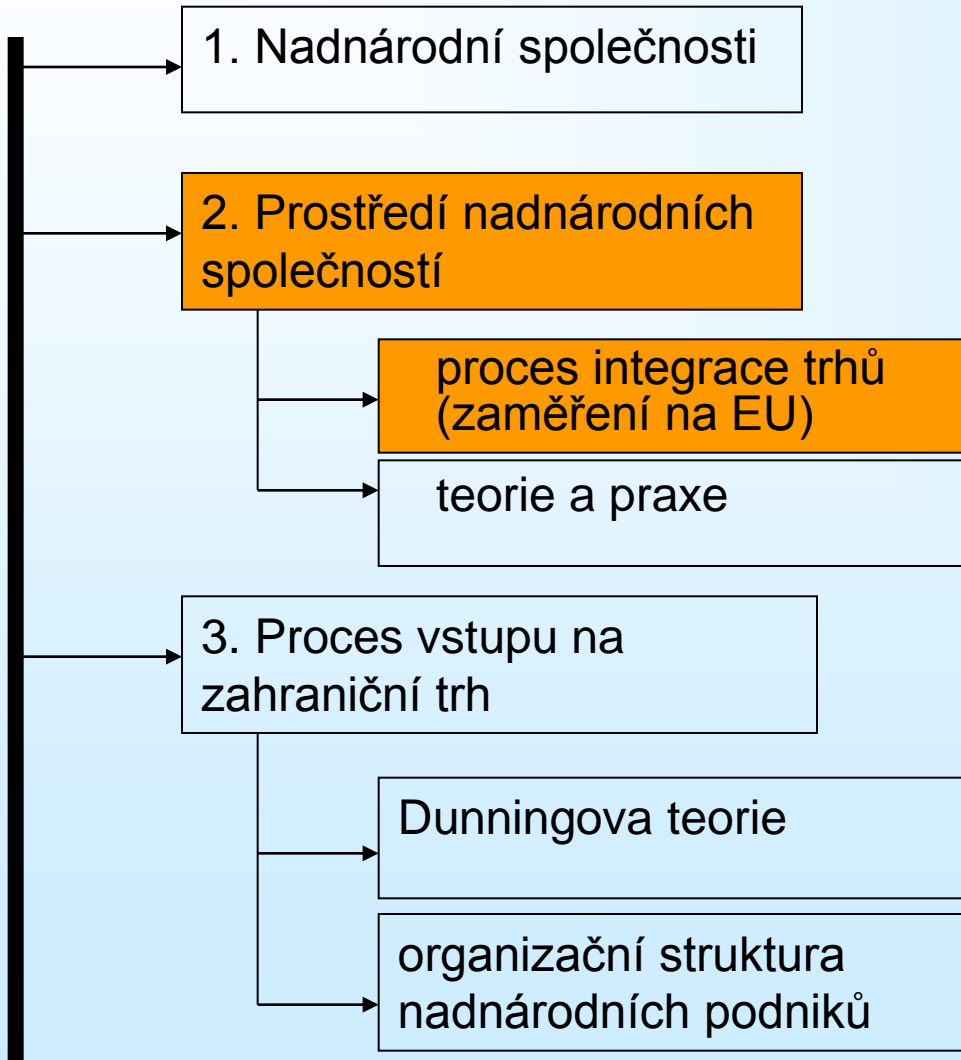 1. Nadnárodní společnosti
2. Prostředí nadnárodních
společností
proces integrace trhů
(zaměření na EU)
teorie a praxe
3. Proces vstupu na
zahraniční trh
Dunningova teorie
organizační struktura
nadnárodních podniků